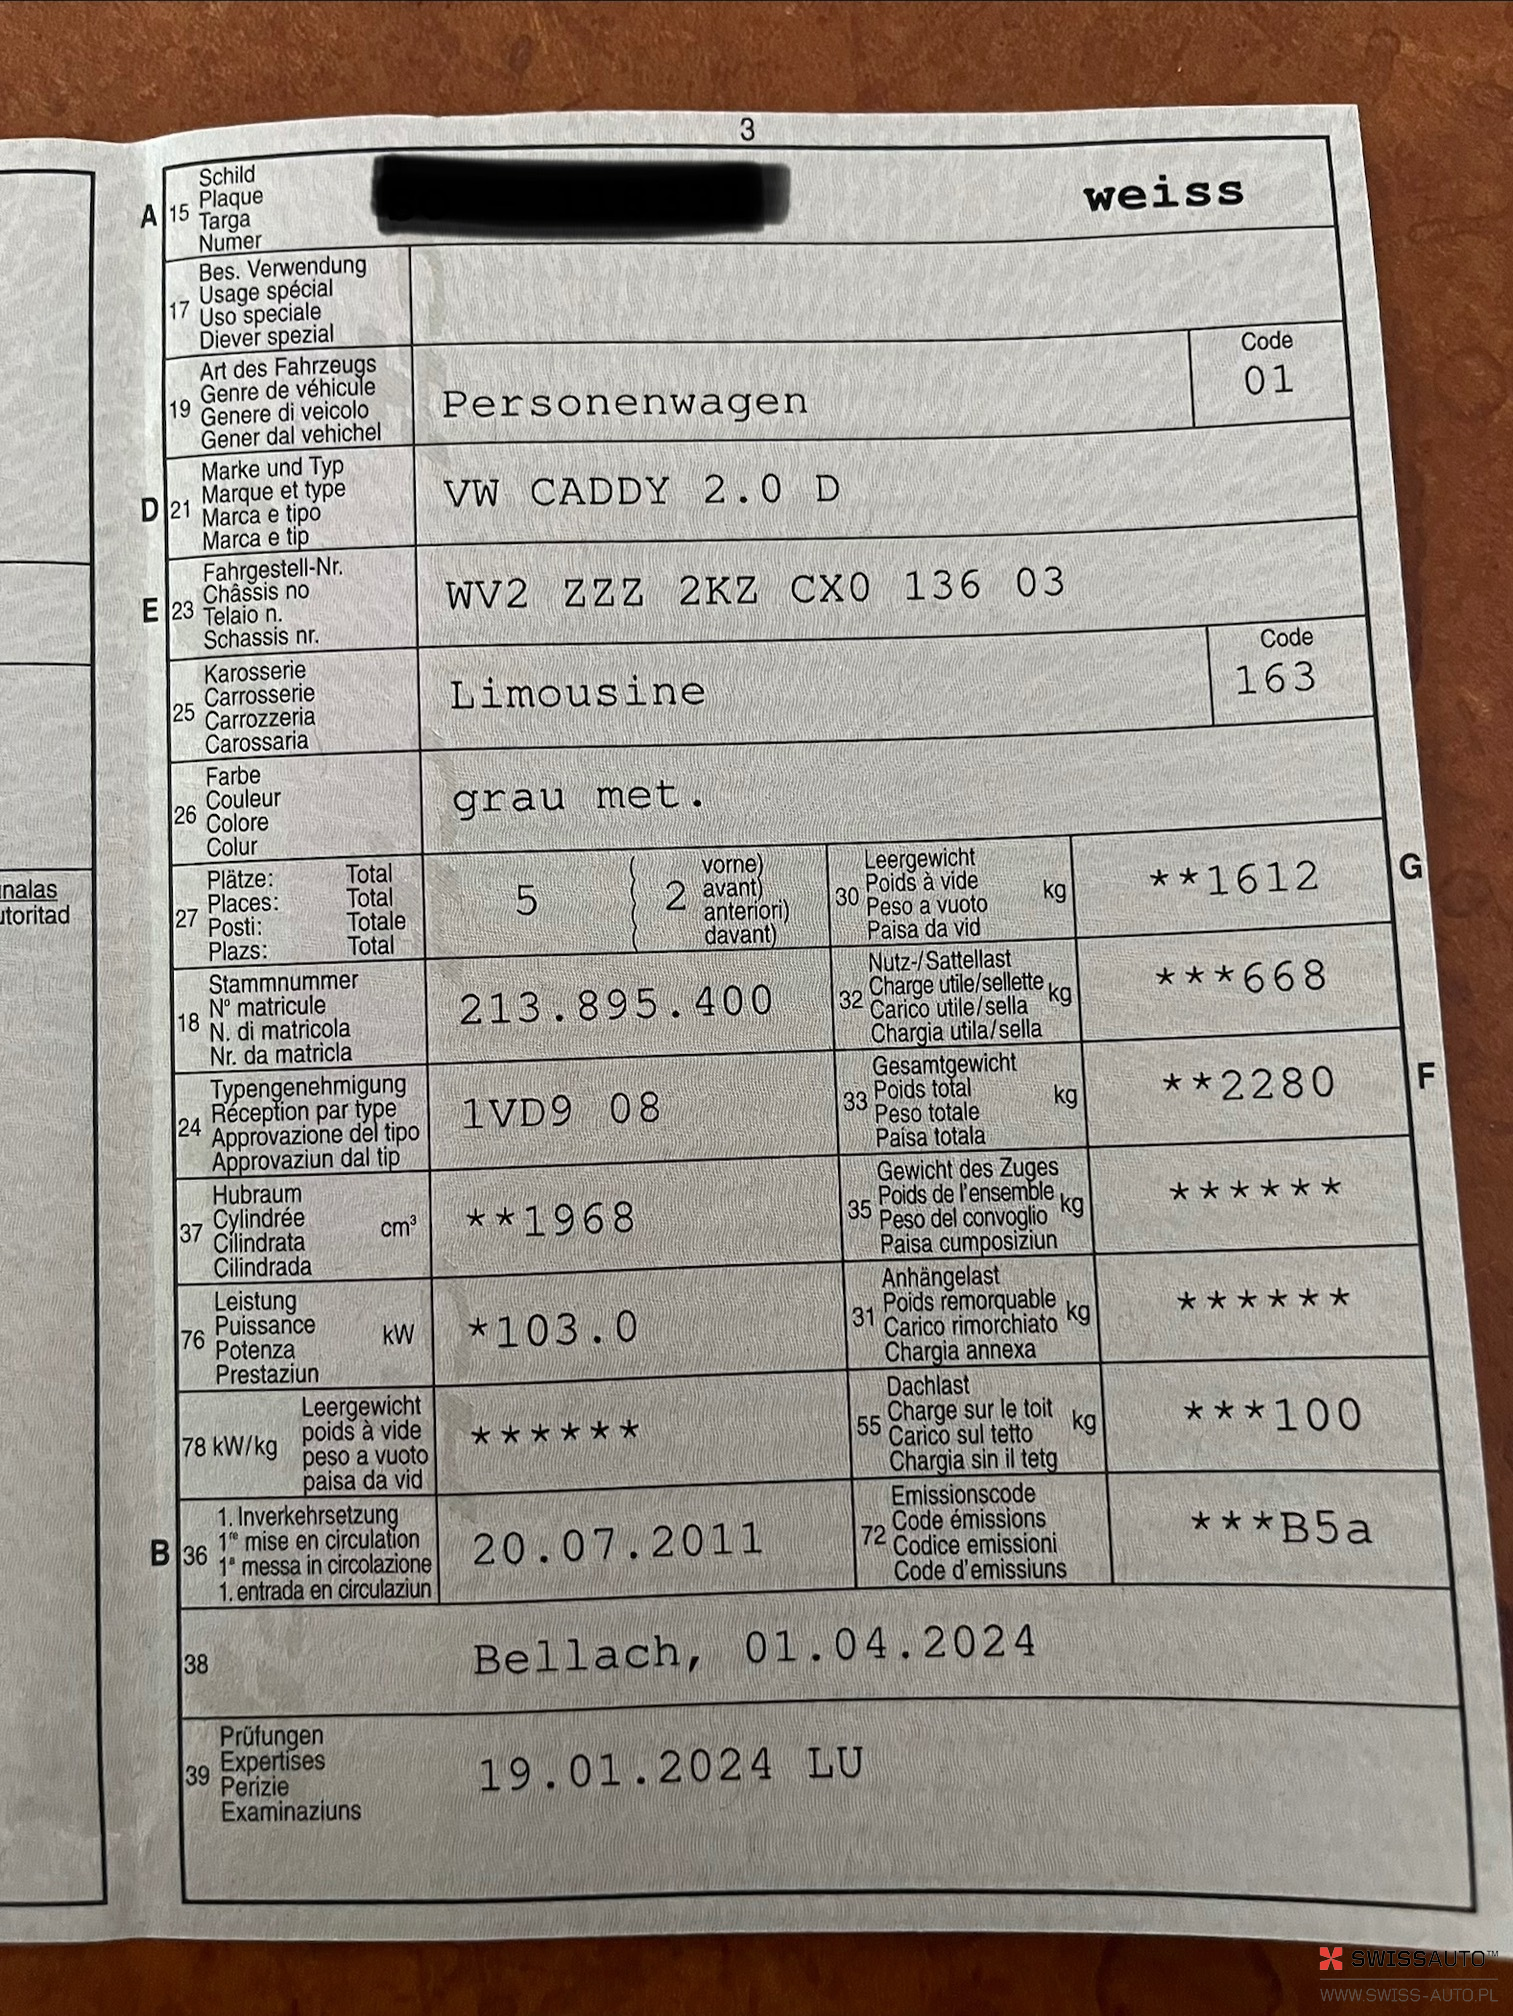 3
A 15 Schild
Plaque
Targa
Numer
weiss
17 Bes. Verwendung
Usage spécial
Uso speciale
Diever spezial
19 Art des Fahrzeugs
Genre de véhicule
Genere di veicolo
Gener dal vehichel
Personenwagen
Code
01
D 21 Marke und Typ
Marque et type
Marca e tipo
Marca e tip
VW CADDY 2.0 D
E 23 Fahrgestell-Nr.
Châssis no
Telaio n.
Schassis nr.
WV2 ZZZ 2KZ CX0 136 03
25 Karosserie
Carrosserie
Carrozzeria
Carossaria
Limousine
Code
163
26 Farbe
Couleur
Colore
Colur
grau met.
27 Plätze: Total
Places: Total
Posti: Totale
Plazs: Total
5 ( 2 vorne)
avant)
anteriori)
davant)
30 Leergewicht
Poids à vide
Peso a vuoto
Paisa da vid
kg
**1612
G
18 Stammnummer
N° matricule
N. di matricola
Nr. da matricla
213.895.400
32 Nutz-/Sattellast
Charge utile/sellette
Carico utile/sella
Chargia utila/sella
kg
***668
24 Typengenehmigung
Réception par type
Approvazione del tipo
Approvaziun dal tip
1VD9 08
33 Gesamtgewicht
Poids total
Peso totale
Paisa totala
kg
**2280
F
37 Hubraum
Cylindrée
Cilindrata
Cilindrada
cm³
**1968
35 Gewicht des Zuges
Poids de l'ensemble
Peso del convoglio
Paisa cumposiziun
kg
******
76 Leistung
Puissance
Potenza
Prestaziun
kW
*103.0
31 Anhängelast
Poids remorquable
Carico rimorchiato
Chargia annexa
kg
******
78 kW/kg Leergewicht
poids à vide
peso a vuoto
paisa da vid
******
55 Dachlast
Charge sur le toit
Carico sul tetto
Chargia sin il tetg
kg
***100
B 36 1. Inverkehrsetzung
1re mise en circulation
1a messa in circolazione
1. entrada en circulaziun
20.07.2011
72 Emissionscode
Code émissions
Codice emissioni
Code d'emissiuns
***B5a
38 Bellach, 01.04.2024
39 Prüfungen
Expertises
Perizie
Examinaziuns
19.01.2024 LU
SWISSAUTO™
WWW.SWISS-AUTO.PL